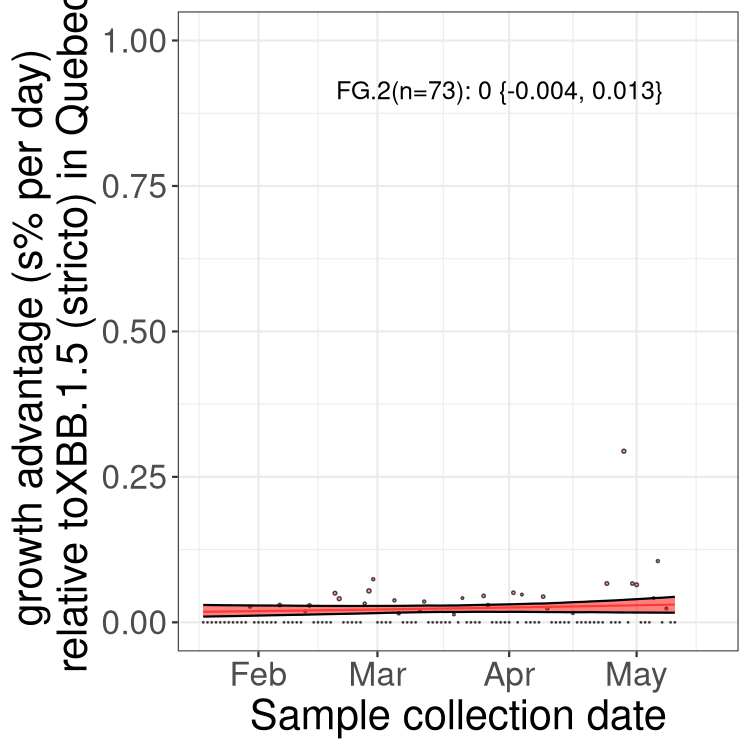 growth advantage (s% per day)
relative toXBB.1.5 (stricto) in Quebec
1.00
0.75
0.50
0.25
0.00
FG.2(n=73): 0 {-0.004, 0.013}
Feb Mar Apr May
Sample collection date